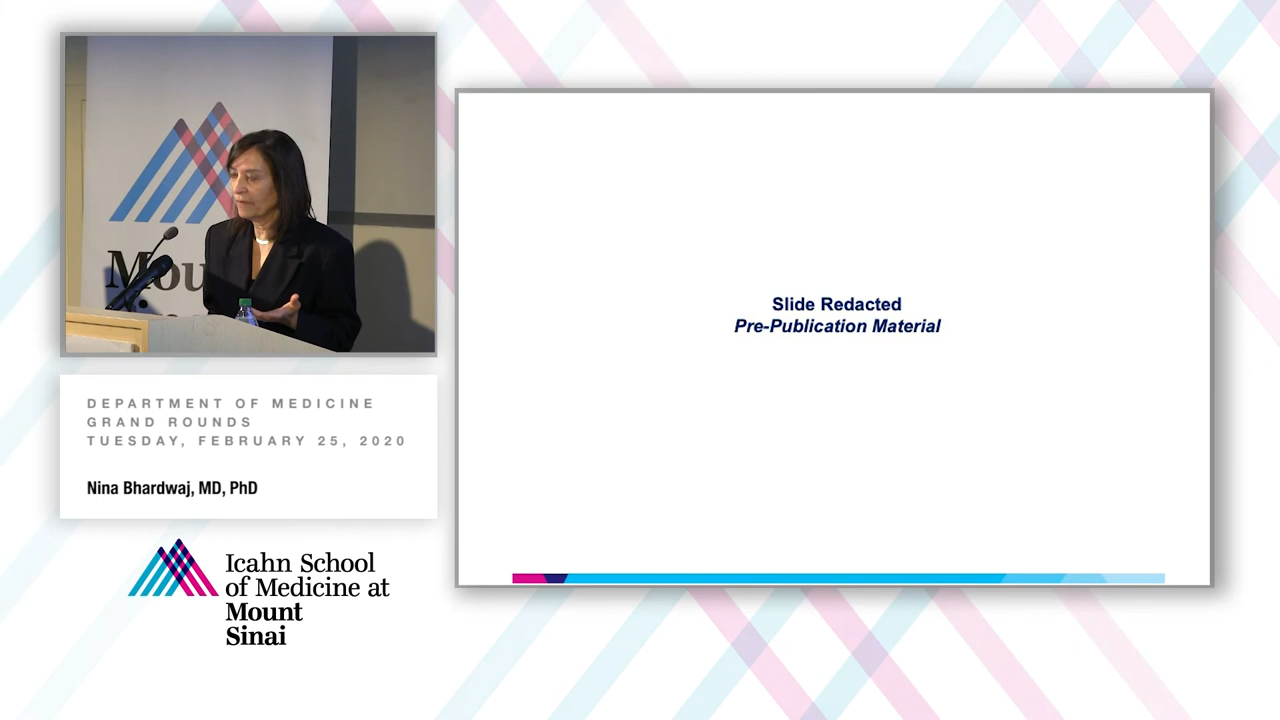 Mou
DEPARTMENT OF MEDICINE
GRAND ROUNDS
TUESDAY, FEBRUARY 25, 2020
Nina Bhardwaj, MD, PhD
Icahn School
of Medicine at
Mount
Sinai
Slide Redacted
Pre-Publication Material